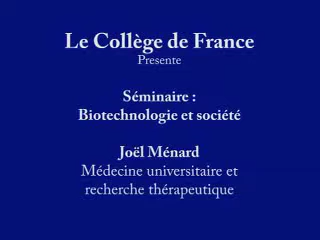 Le Collège de France
Presente
Séminaire :
Biotechnologie et société
Joël Ménard
Médecine universitaire et
recherche thérapeutique